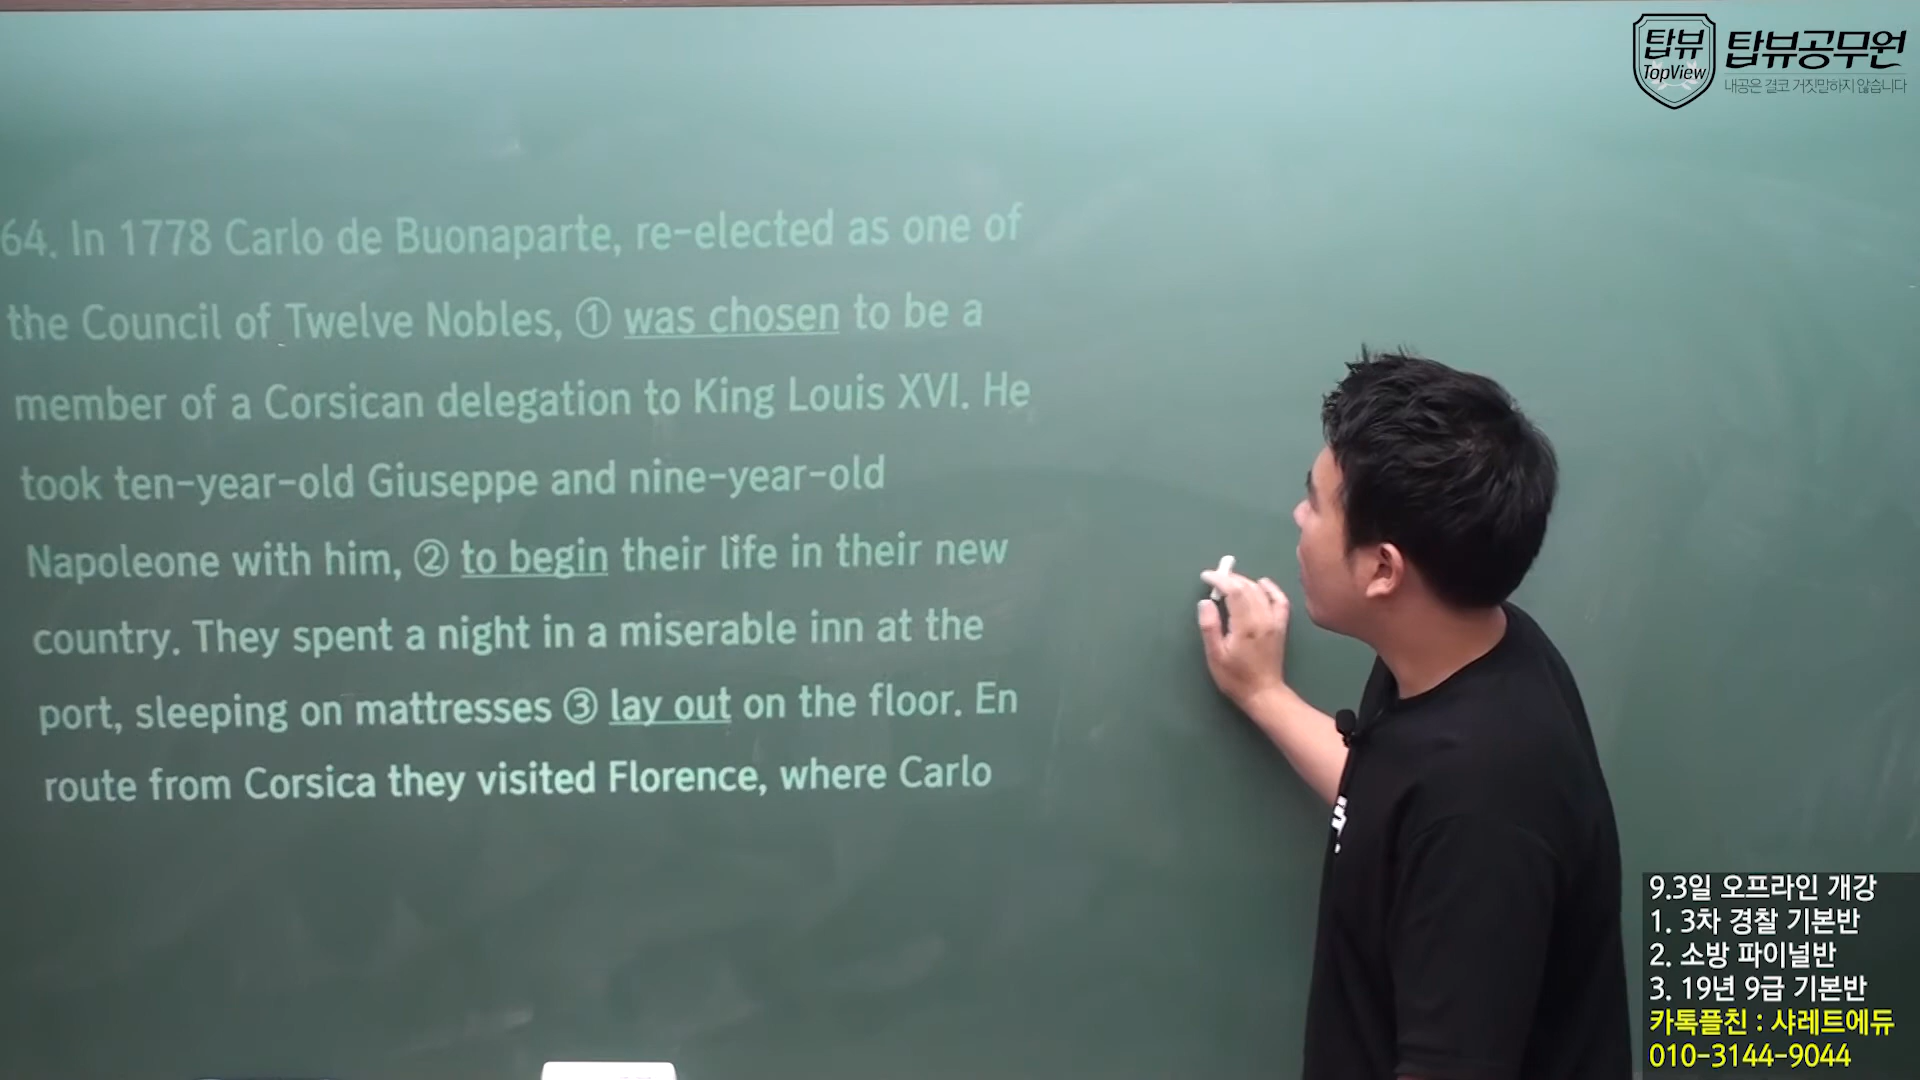 탑뷰
TopView
탑뷰공무원
내공은 결코 거짓말하지 않습니다
64. In 1778 Carlo de Buonaparte, re-elected as one of
the Council of Twelve Nobles, ① was chosen to be a
member of a Corsican delegation to King Louis XVI. He
took ten-year-old Giuseppe and nine-year-old
Napoleone with him, ② to begin their life in their new
country. They spent a night in a miserable inn at the
port, sleeping on mattresses ③ lay out on the floor. En
route from Corsica they visited Florence, where Carlo
9.3일 오프라인 개강
1. 3차 경찰 기본반
2. 소방 파이널반
3. 19년 9급 기본반
카톡플친 : 샤레트에듀
010-3144-9044